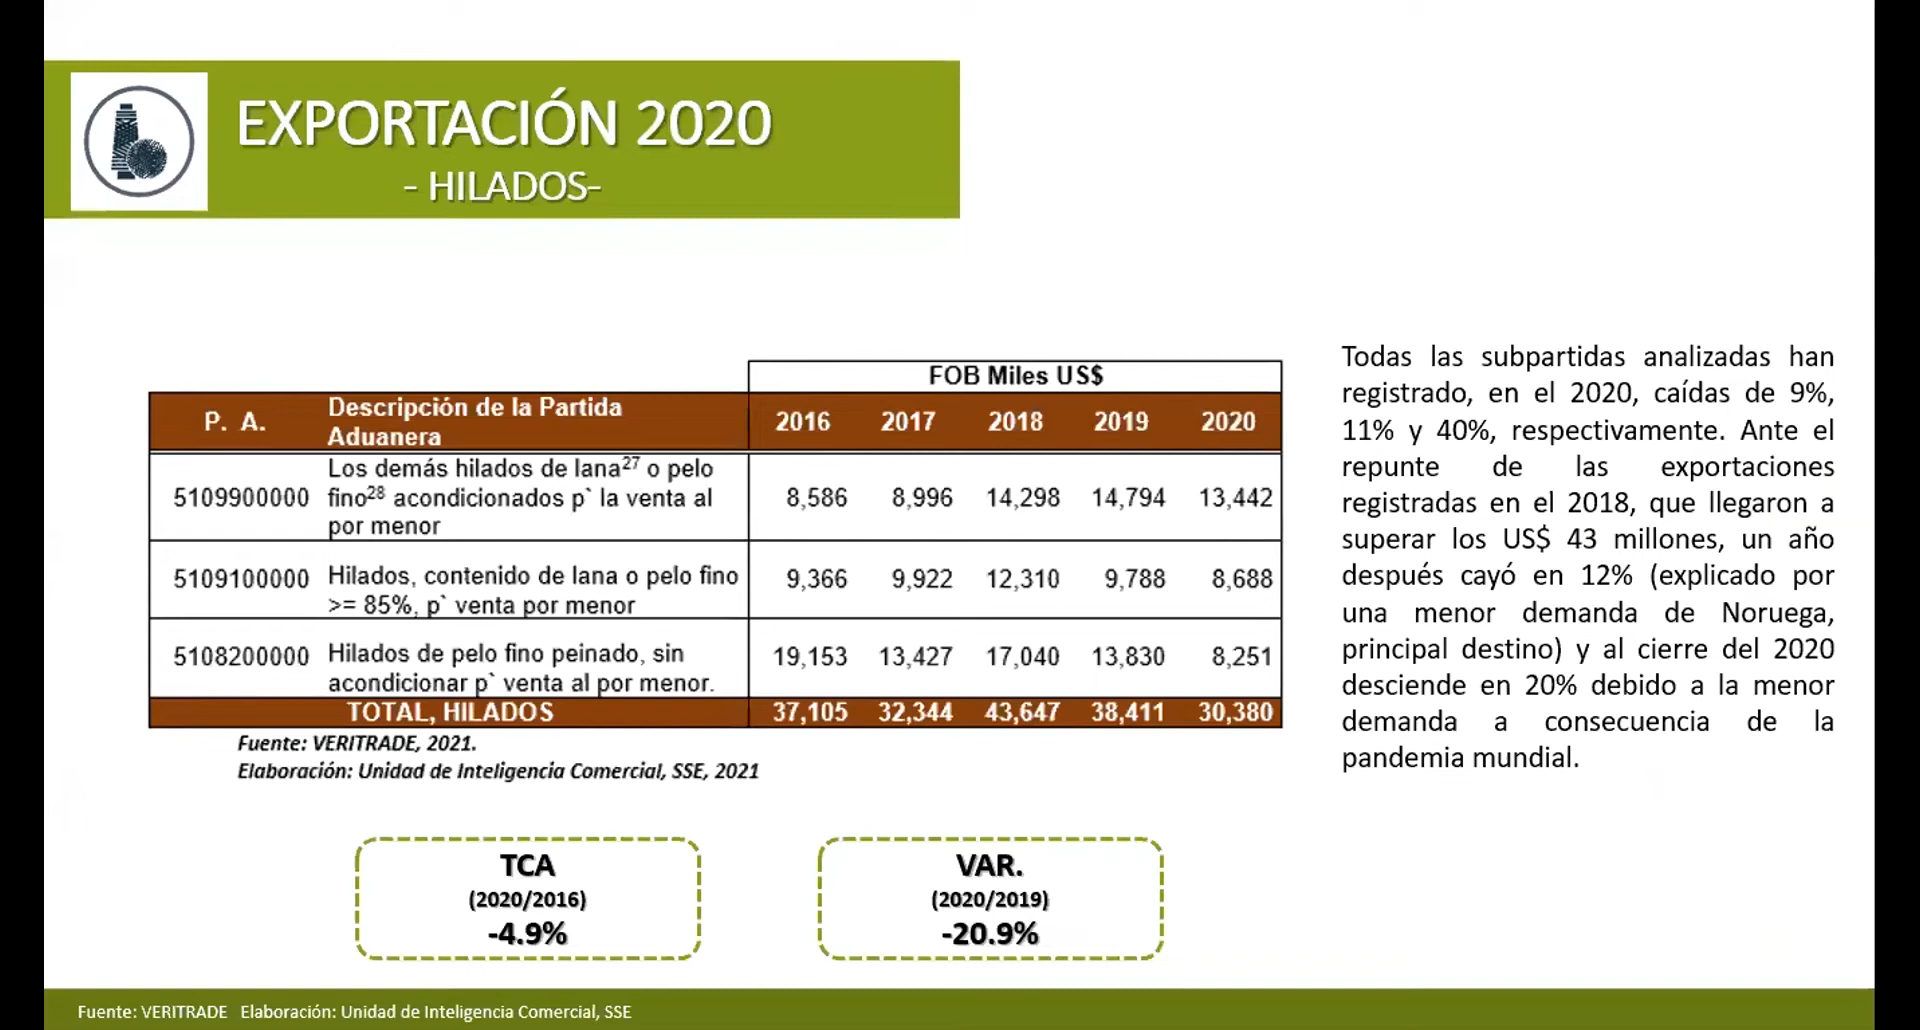 EXPORTACIÓN 2020
- HILADOS-
FOB Miles US$
P. A. Descripción de la Partida Aduanera 2016 2017 2018 2019 2020
Los demás hilados de lana27 o pelo
5109900000 fino28 acondicionados p` la venta al 8,586 8,996 14,298 14,794 13,442
por menor
5109100000 Hilados, contenido de lana o pelo fino 9,366 9,922 12,310 9,788 8,688
>= 85%, p` venta por menor
5108200000 Hilados de pelo fino peinado, sin 19,153 13,427 17,040 13,830 8,251
acondicionar p` venta al por menor.
TOTAL, HILADOS 37,105 32,344 43,647 38,411 30,380
Fuente: VERITRADE, 2021.
Elaboración: Unidad de Inteligencia Comercial, SSE, 2021
Todas las subpartidas analizadas han
registrado, en el 2020, caídas de 9%,
11% y 40%, respectivamente. Ante el
repunte de las exportaciones
registradas en el 2018, que llegaron a
superar los US$ 43 millones, un año
después cayó en 12% (explicado por
una menor demanda de Noruega,
principal destino) y al cierre del 2020
desciende en 20% debido a la menor
demanda a consecuencia de la
pandemia mundial.
TCA
(2020/2016)
-4.9%
VAR.
(2020/2019)
-20.9%
Fuente: VERITRADE Elaboración: Unidad de Inteligencia Comercial, SSE